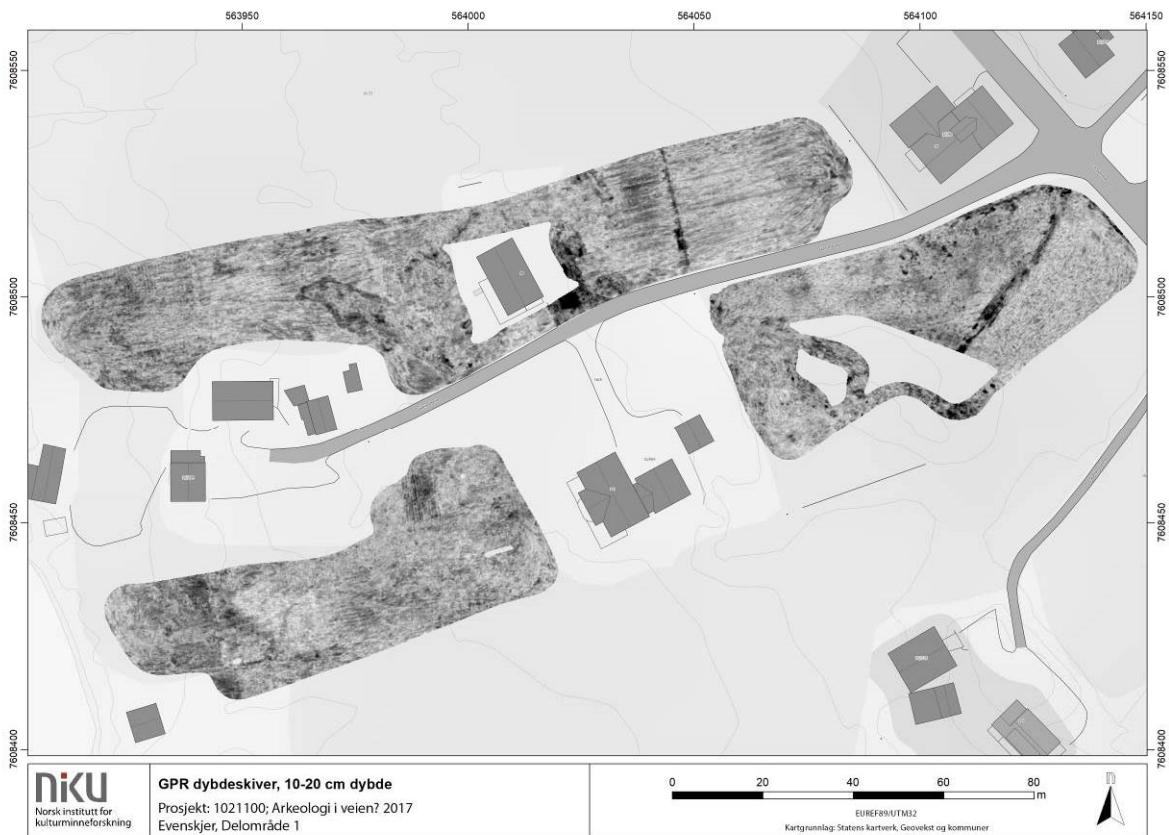 563950
564000
564050
564100
564150
7608550
7608550
7608500
7608500
7608450
7608450
7608400
7608400
niku
Norsk institutt for
kulturminneforskning
GPR dybdeskiver, 10-20 cm dybde
Prosjekt: 1021100; Arkeologi i veien? 2017
Evenskjer, Delområde 1
0 20 40 60 80
m
EUREF89/UTM32
Kartgrunnlag: Statens kartverk, Geovekst og kommuner
n